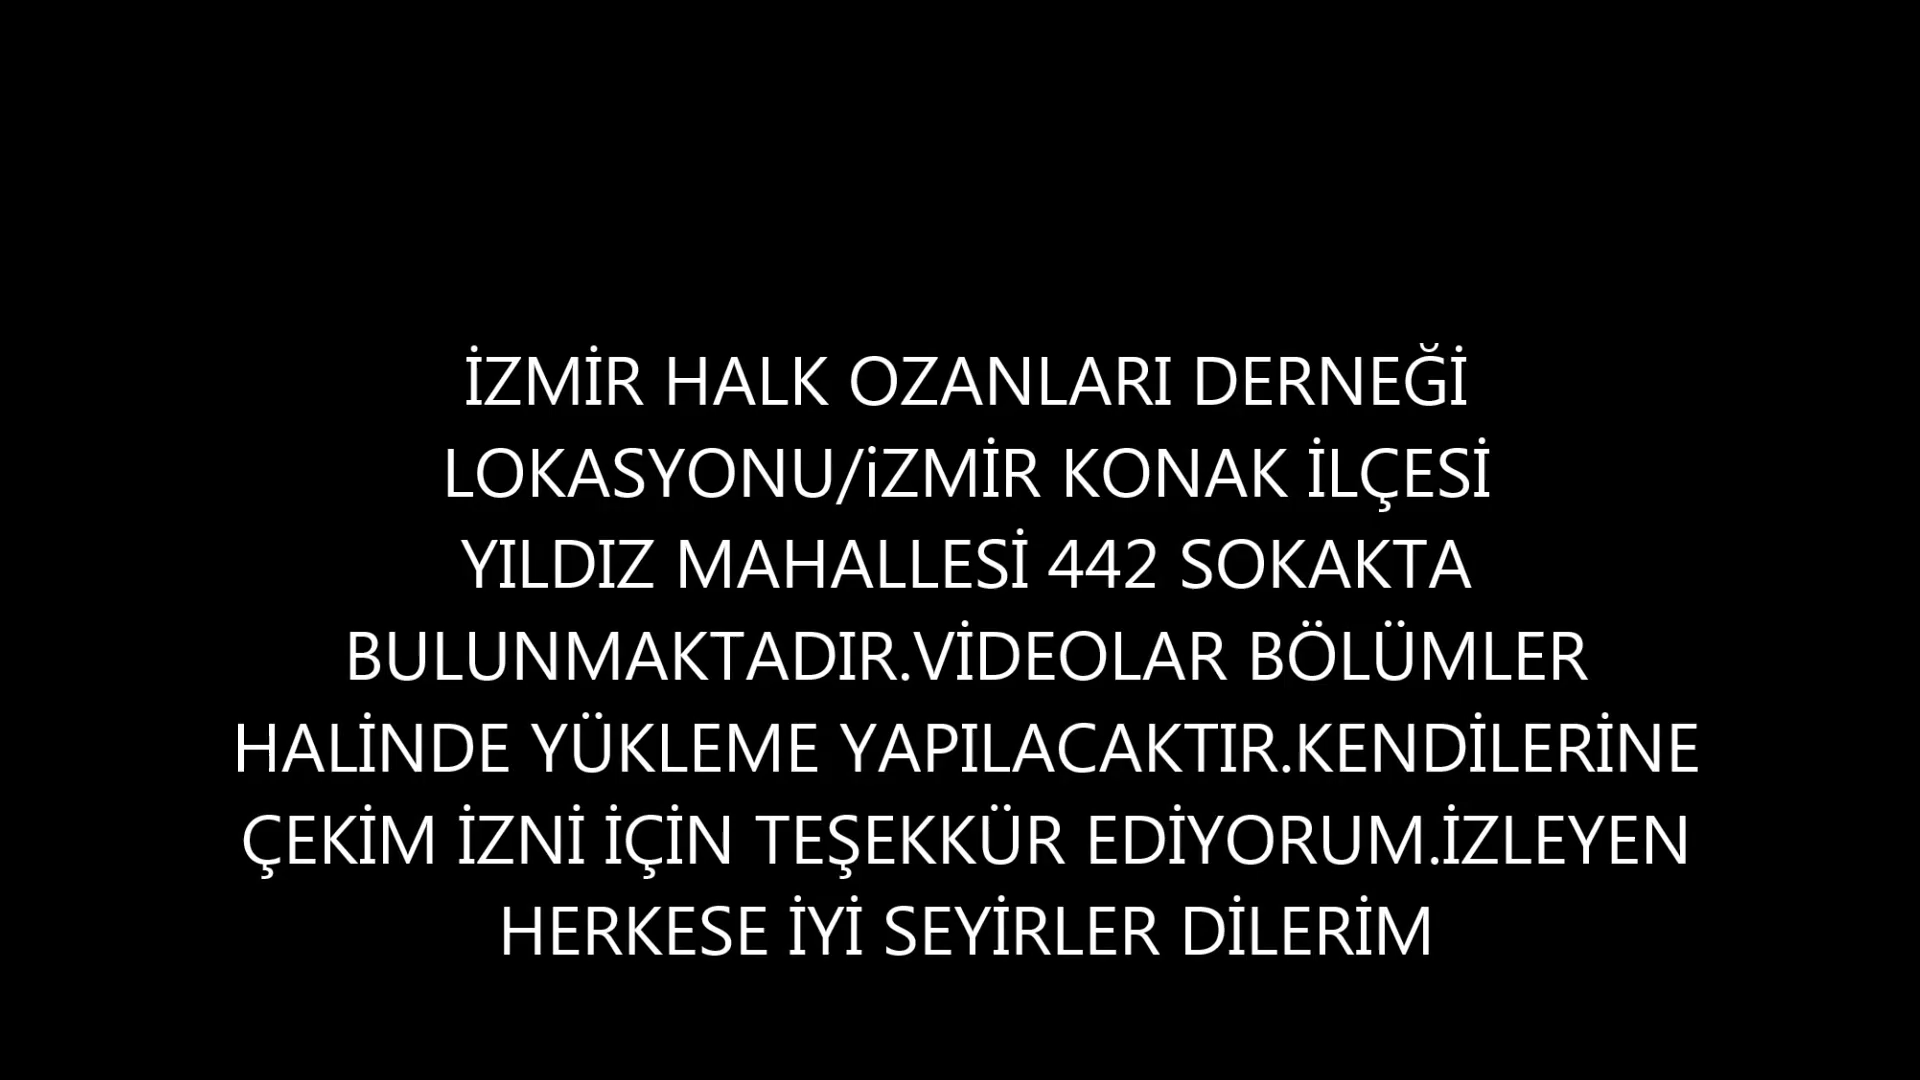 İZMİR HALK OZANLARI DERNEĞİ
LOKASYONU/iZMİR KONAK İLÇESİ
YILDIZ MAHALLESİ 442 SOKAKTA
BULUNMAKTADIR.VİDEOLAR BÖLÜMLER
HALİNDE YÜKLEME YAPILACAKTIR.KENDİLERİNE
ÇEKİM İZNİ İÇİN TEŞEKKÜR EDİYORUM.İZLEYEN
HERKESE İYİ SEYİRLER DİLERİM